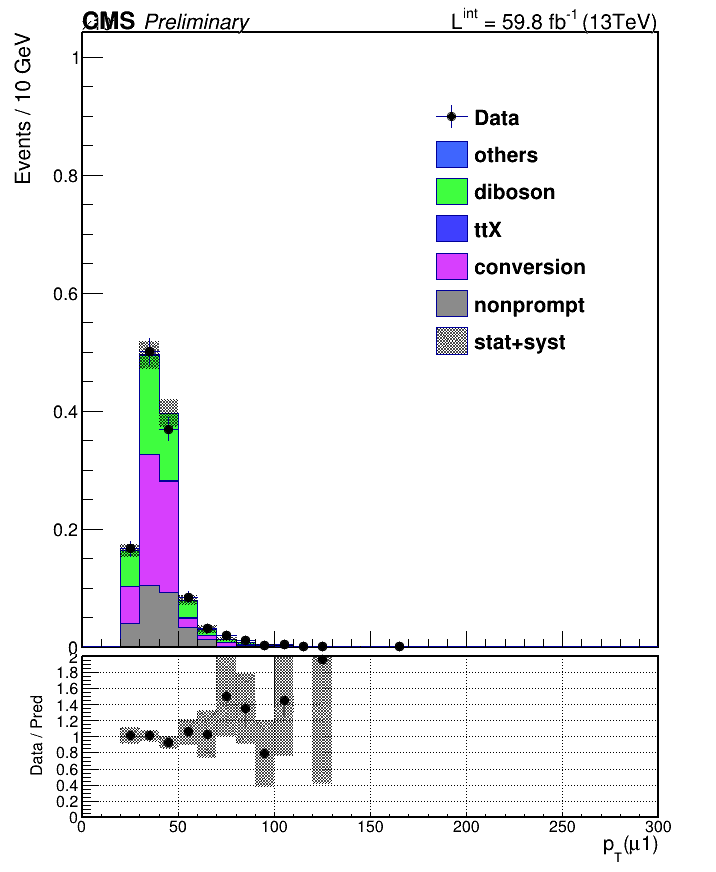 CMS Preliminary
L^int = 59.8 fb^-1 (13TeV)
Events / 10 GeV
1
0.8
0.6
0.4
0.2
0
Data
others
diboson
ttX
conversion
nonprompt
stat+syst
Data / Pred
2
1.8
1.6
1.4
1.2
1
0.8
0.6
0.4
0.2
0
0 50 100 150 200 250 300
p_T(μ1)